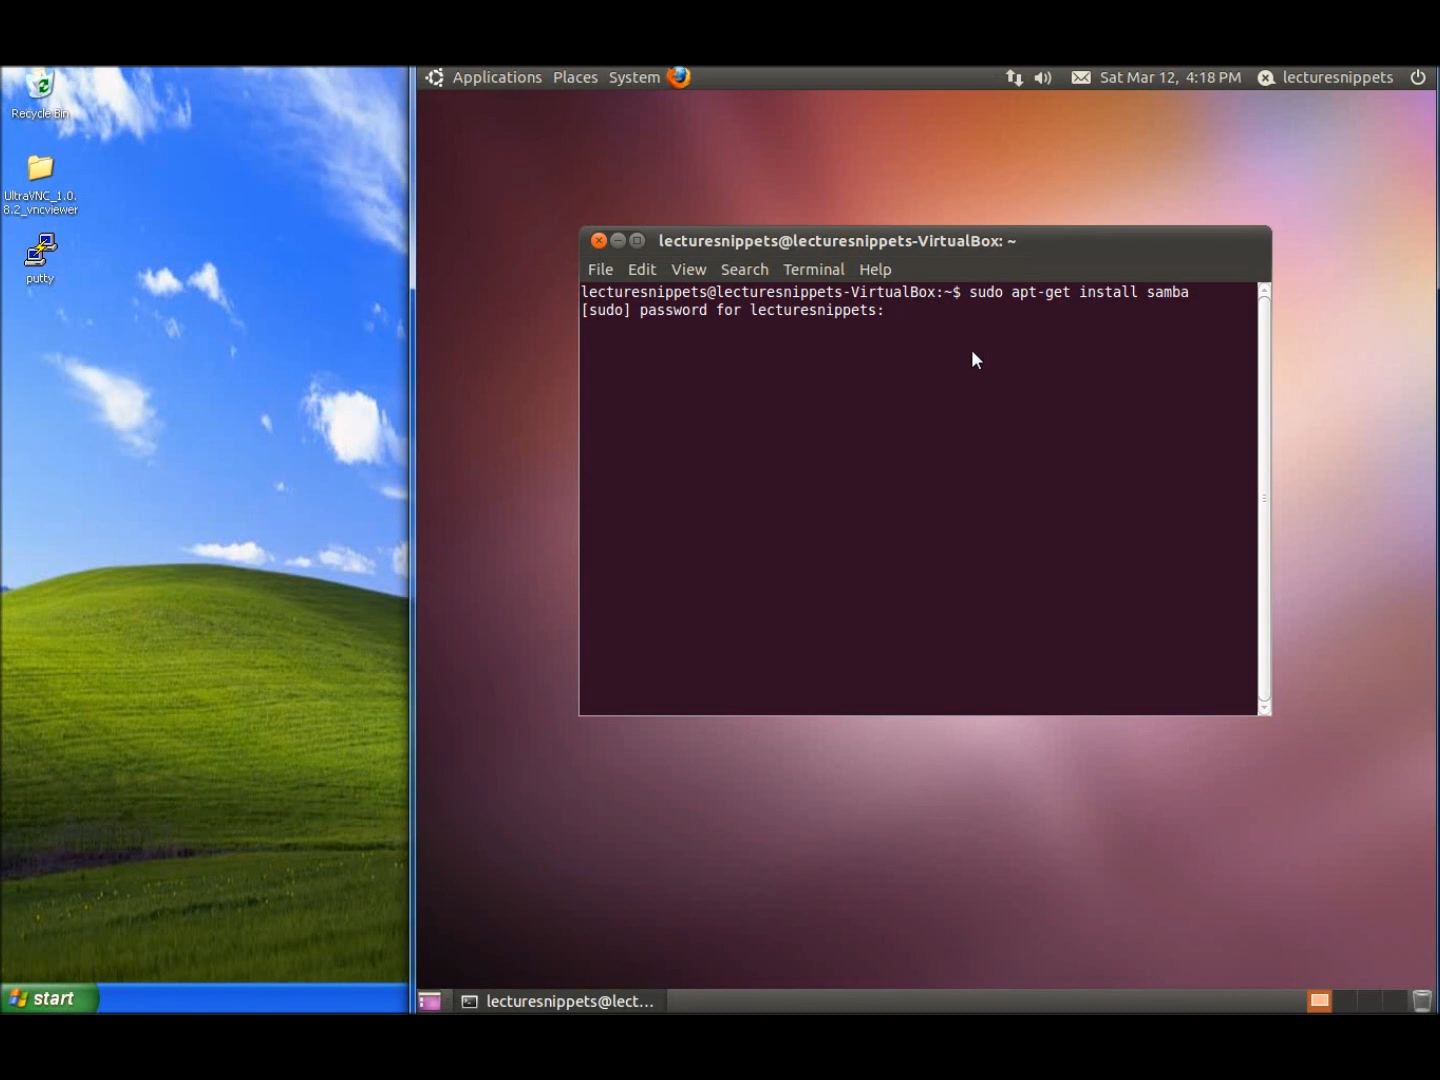 Recycle Bin
UltraVNC_1.0.
8.2_vncviewer
putty
start
Applications Places System
Sat Mar 12, 4:18 PM lecturesnippets
lecturesnippets@lecturesnippets-VirtualBox: ~
File Edit View Search Terminal Help
lecturesnippets@lecturesnippets-VirtualBox:~$ sudo apt-get install samba
[sudo] password for lecturesnippets:
lecturesnippets@lect...